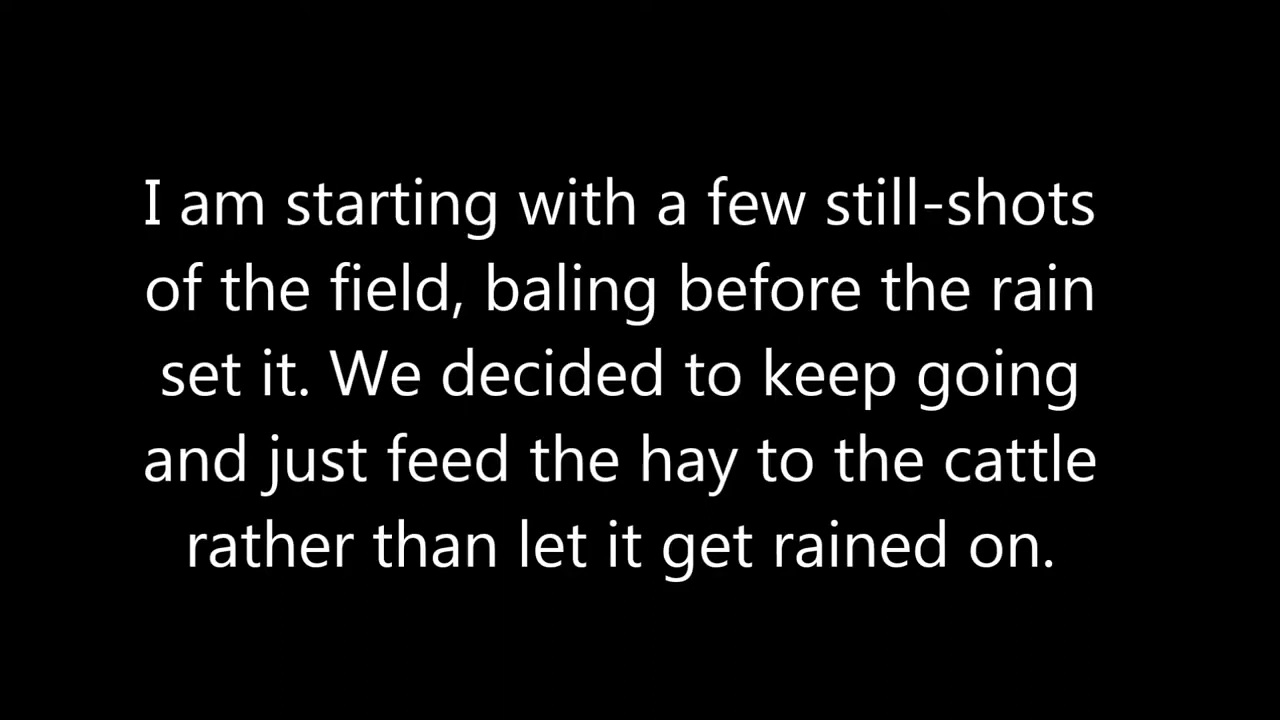 I am starting with a few still-shots
of the field, baling before the rain
set it. We decided to keep going
and just feed the hay to the cattle
rather than let it get rained on.